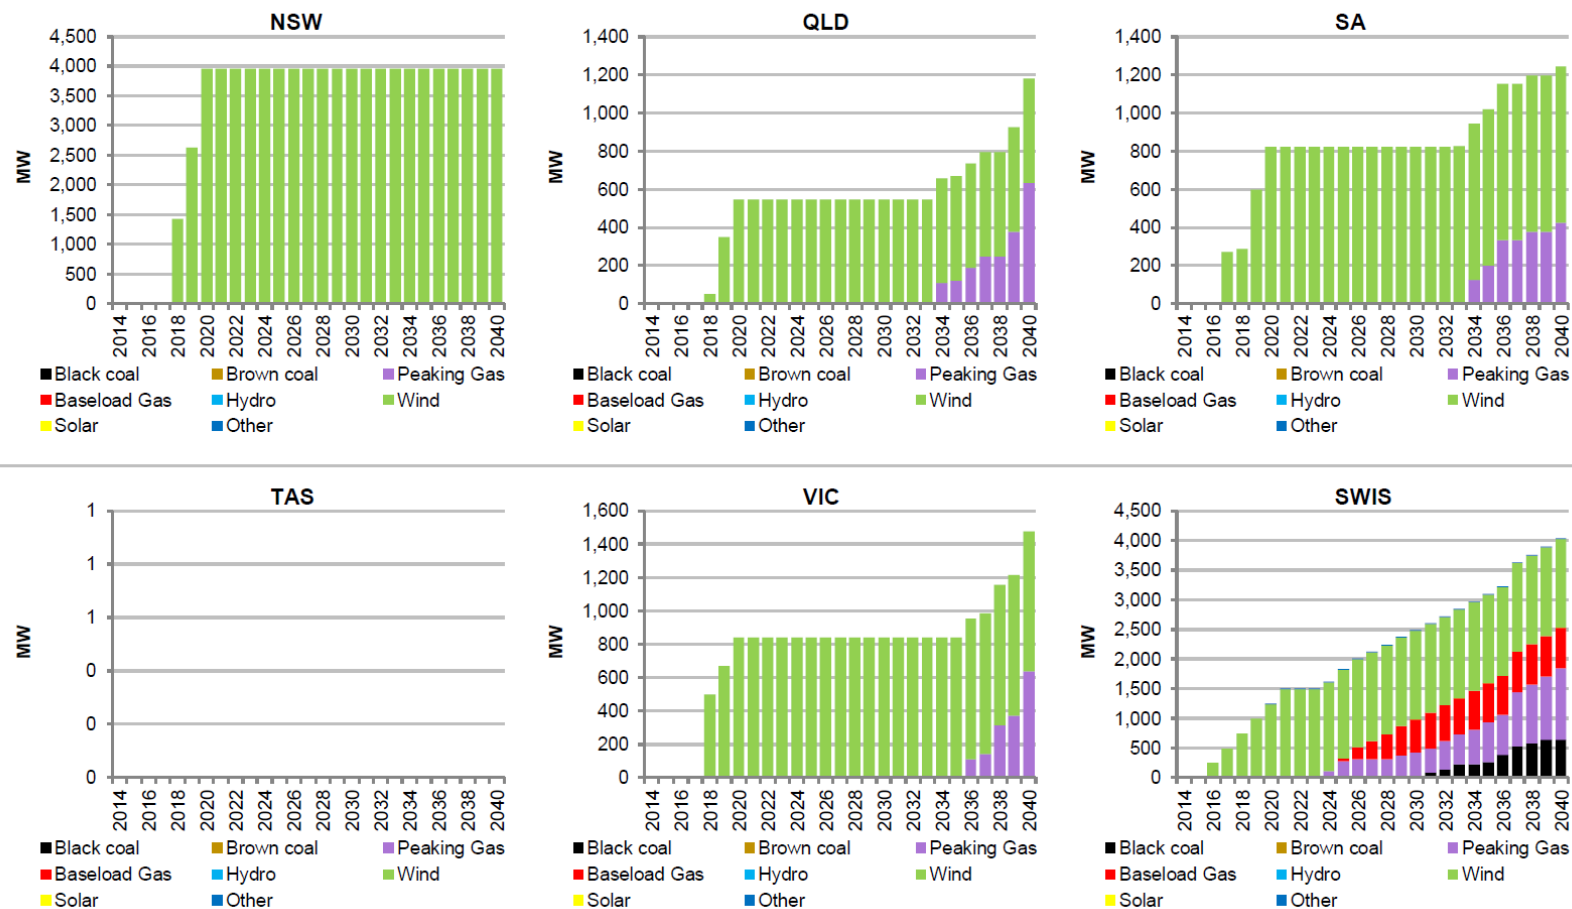 NSW
4,500
4,000
3,500
3,000
2,500
2,000
1,500
1,000
500
0
MW
2014 2016 2018 2020 2022 2024 2026 2028 2030 2032 2034 2036 2038 2040
Black coal Brown coal Peaking Gas
Baseload Gas Hydro Wind
Solar Other
QLD
1,400
1,200
1,000
800
600
400
200
0
MW
2014 2016 2018 2020 2022 2024 2026 2028 2030 2032 2034 2036 2038 2040
Black coal Brown coal Peaking Gas
Baseload Gas Hydro Wind
Solar Other
SA
1,400
1,200
1,000
800
600
400
200
0
MW
2014 2016 2018 2020 2022 2024 2026 2028 2030 2032 2034 2036 2038 2040
Black coal Brown coal Peaking Gas
Baseload Gas Hydro Wind
Solar Other
TAS
1
1
1
0
0
0
MW
2014 2016 2018 2020 2022 2024 2026 2028 2030 2032 2034 2036 2038 2040
Black coal Brown coal Peaking Gas
Baseload Gas Hydro Wind
Solar Other
VIC
1,600
1,400
1,200
1,000
800
600
400
200
0
MW
2014 2016 2018 2020 2022 2024 2026 2028 2030 2032 2034 2036 2038 2040
Black coal Brown coal Peaking Gas
Baseload Gas Hydro Wind
Solar Other
SWIS
4,500
4,000
3,500
3,000
2,500
2,000
1,500
1,000
500
0
MW
2014 2016 2018 2020 2022 2024 2026 2028 2030 2032 2034 2036 2038 2040
Black coal Brown coal Peaking Gas
Baseload Gas Hydro Wind
Solar Other